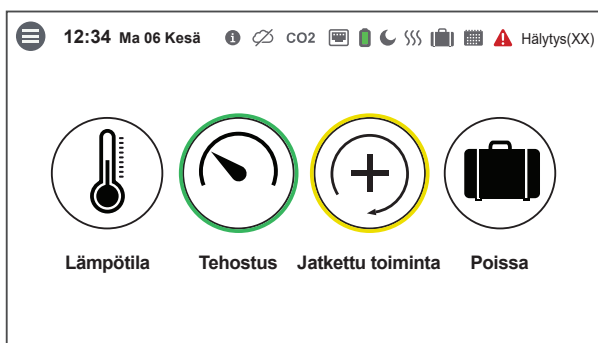 12:34 Ma 06 Kesä CO2 Hälytys(XX)
Lämpötila Tehostus Jatkettu toiminta Poissa